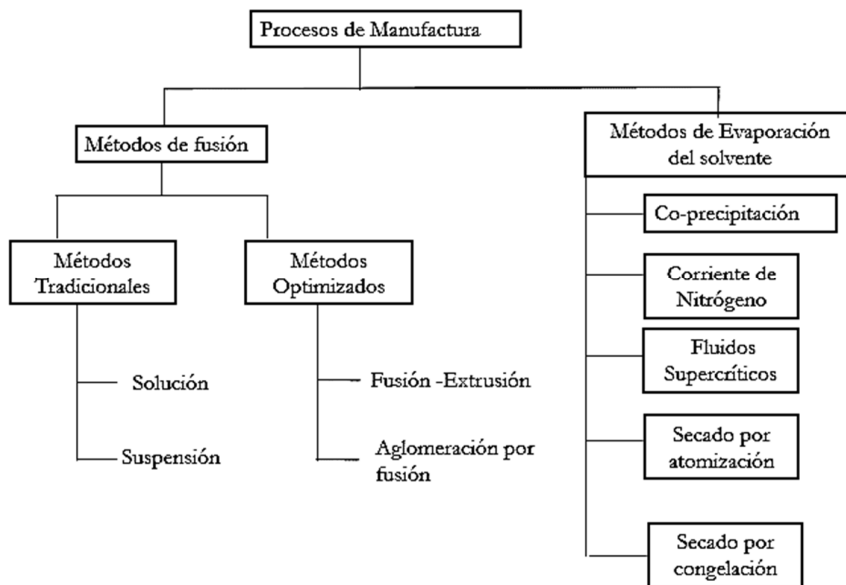 Procesos de Manufactura
Métodos de fusión
Métodos
Tradicionales
Solución
Suspensión
Métodos
Optimizados
Fusión -Extrusión
Aglomeración por
fusión
Métodos de Evaporación
del solvente
Co-precipitación
Corriente de
Nitrógeno
Fluidos
Supercríticos
Secado por
atomización
Secado por
congelación